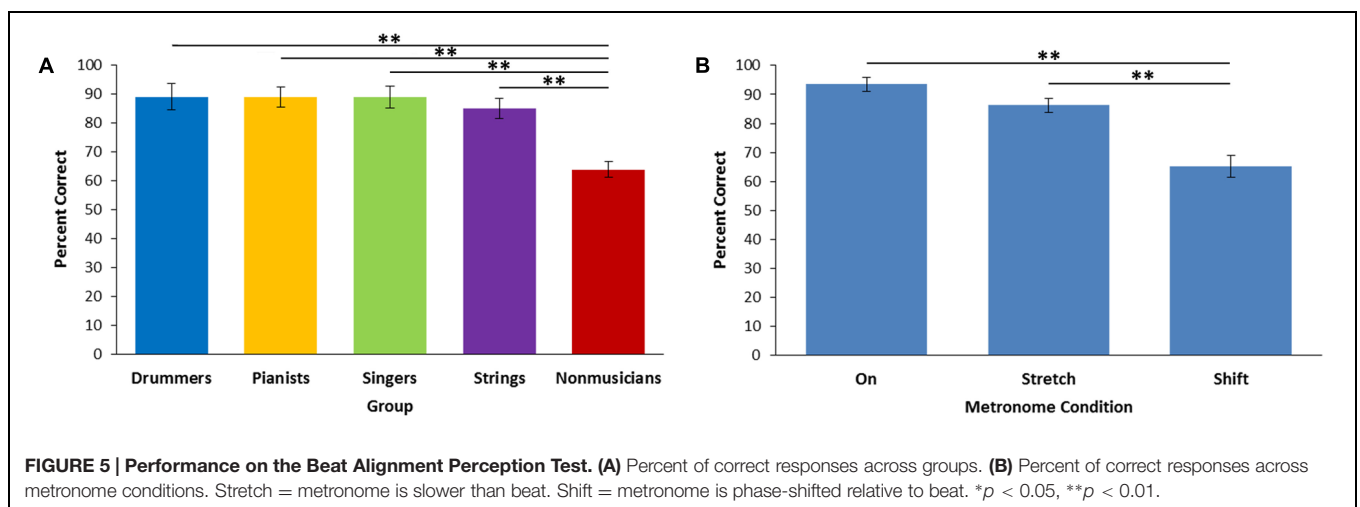 **
**
**
**
A
100
90
80
70
60
50
40
30
20
10
0
Percent Correct
Drummers Pianists Singers Strings Nonmusicians
Group
**
**
B
100
90
80
70
60
50
40
30
20
10
0
Percent Correct
On Stretch Shift
Metronome Condition
FIGURE 5 | Performance on the Beat Alignment Perception Test. (A) Percent of correct responses across groups. (B) Percent of correct responses across
metronome conditions. Stretch = metronome is slower than beat. Shift = metronome is phase-shifted relative to beat. *p < 0.05, **p < 0.01.